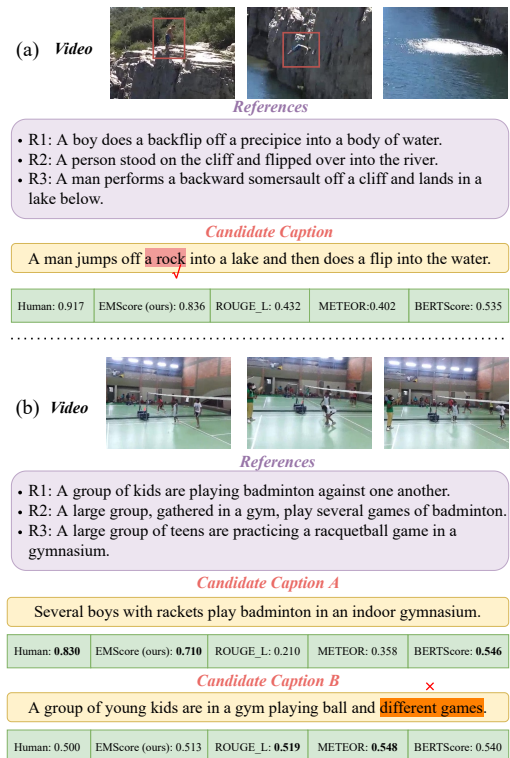 (a) Video
References
• R1: A boy does a backflip off a precipice into a body of water.
• R2: A person stood on the cliff and flipped over into the river.
• R3: A man performs a backward somersault off a cliff and lands in a
lake below.
Candidate Caption
A man jumps off a rock into a lake and then does a flip into the water.
√
Human: 0.917 EMScore (ours): 0.836 ROUGE_L: 0.432 METEOR:0.402 BERTScore: 0.535
(b) Video
References
• R1: A group of kids are playing badminton against one another.
• R2: A large group, gathered in a gym, play several games of badminton.
• R3: A large group of teens are practicing a racquetball game in a
gymnasium.
Candidate Caption A
Several boys with rackets play badminton in an indoor gymnasium.
Human: 0.830 EMScore (ours): 0.710 ROUGE_L: 0.210 METEOR: 0.358 BERTScore: 0.546
Candidate Caption B
×
A group of young kids are in a gym playing ball and different games.
Human: 0.500 EMScore (ours): 0.513 ROUGE_L: 0.519 METEOR: 0.548 BERTScore: 0.540